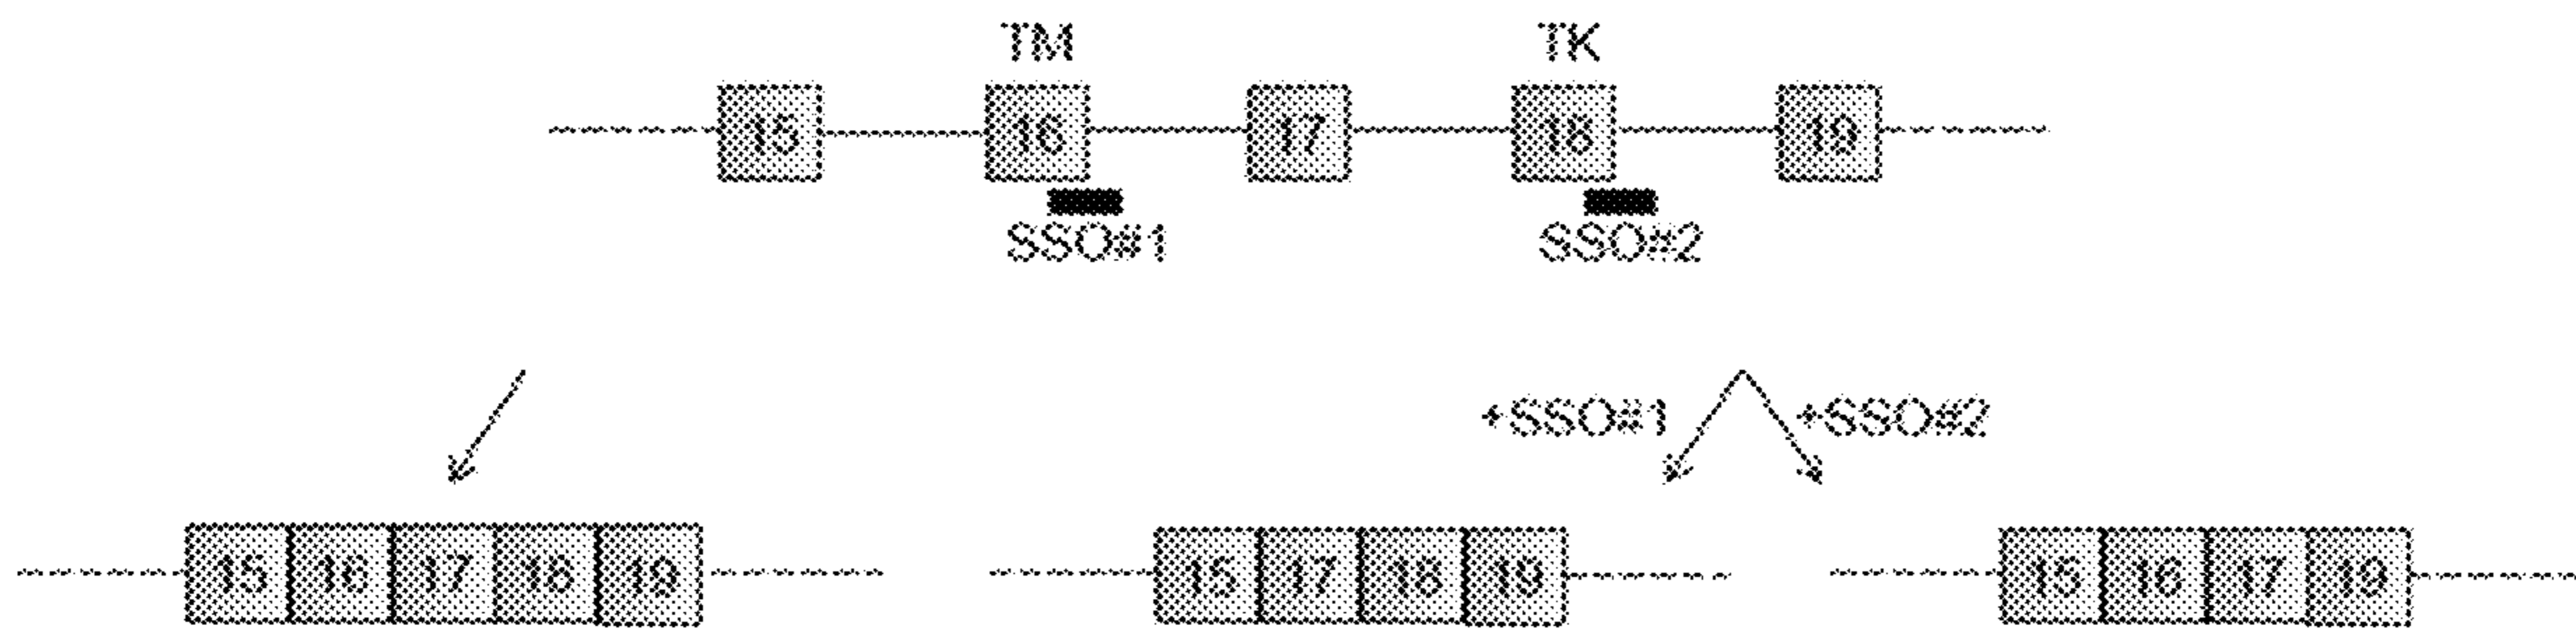 TM TK
15 16 17 18 19
SSO#1 SSO#2
+SSO#1 +SSO#2
15 16 17 18 19 15 17 18 19 15 16 17 19